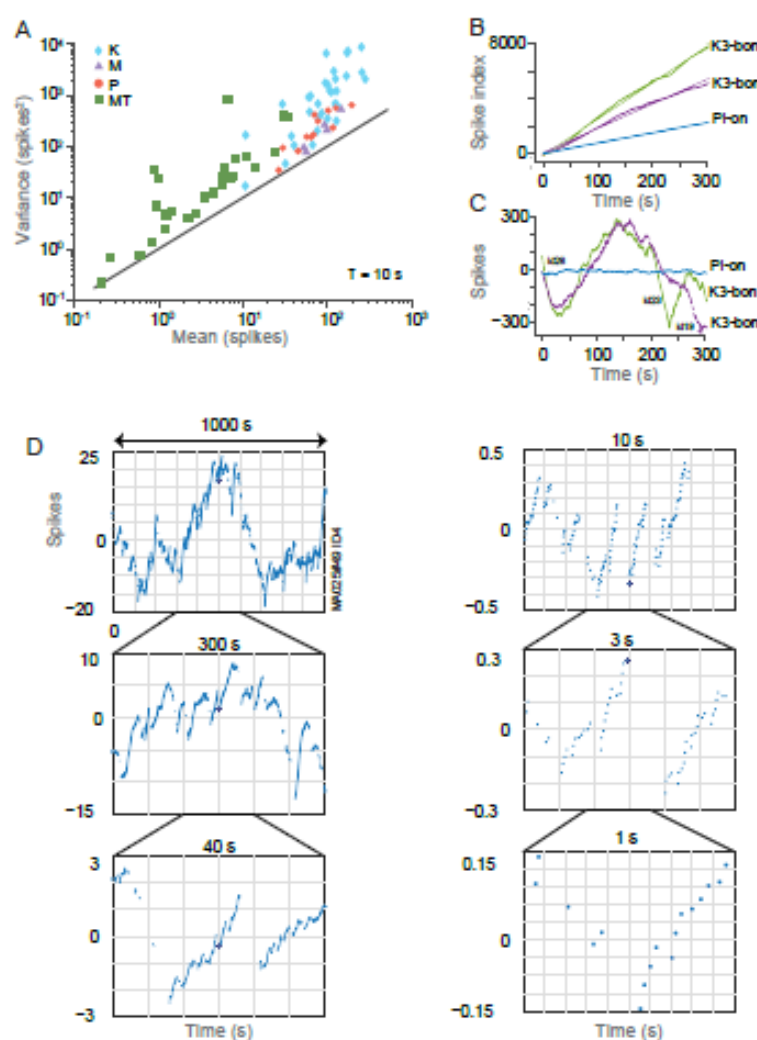 A
10⁴
10³
10²
10¹
10⁰
10⁻¹
Variance (spikes²)
K
M
P
MT
T = 10 s
10⁻¹
10⁰
10¹
10²
10³
Mean (spikes)
B
8000
0
Spike index
K3-bon
K3-bon
PI-on
0
100
200
300
Time (s)
C
300
0
−300
Spikes
PI-on
K3-bon
K3-bon
0
100
200
300
Time (s)
D
1000 s
25
0
−20
Spikes
0
300 s
10
0
−15
40 s
3
0
−3
Time (s)
10 s
0.5
0
−0.5
3 s
0.3
0
−0.3
1 s
0.15
0
−0.15
Time (s)